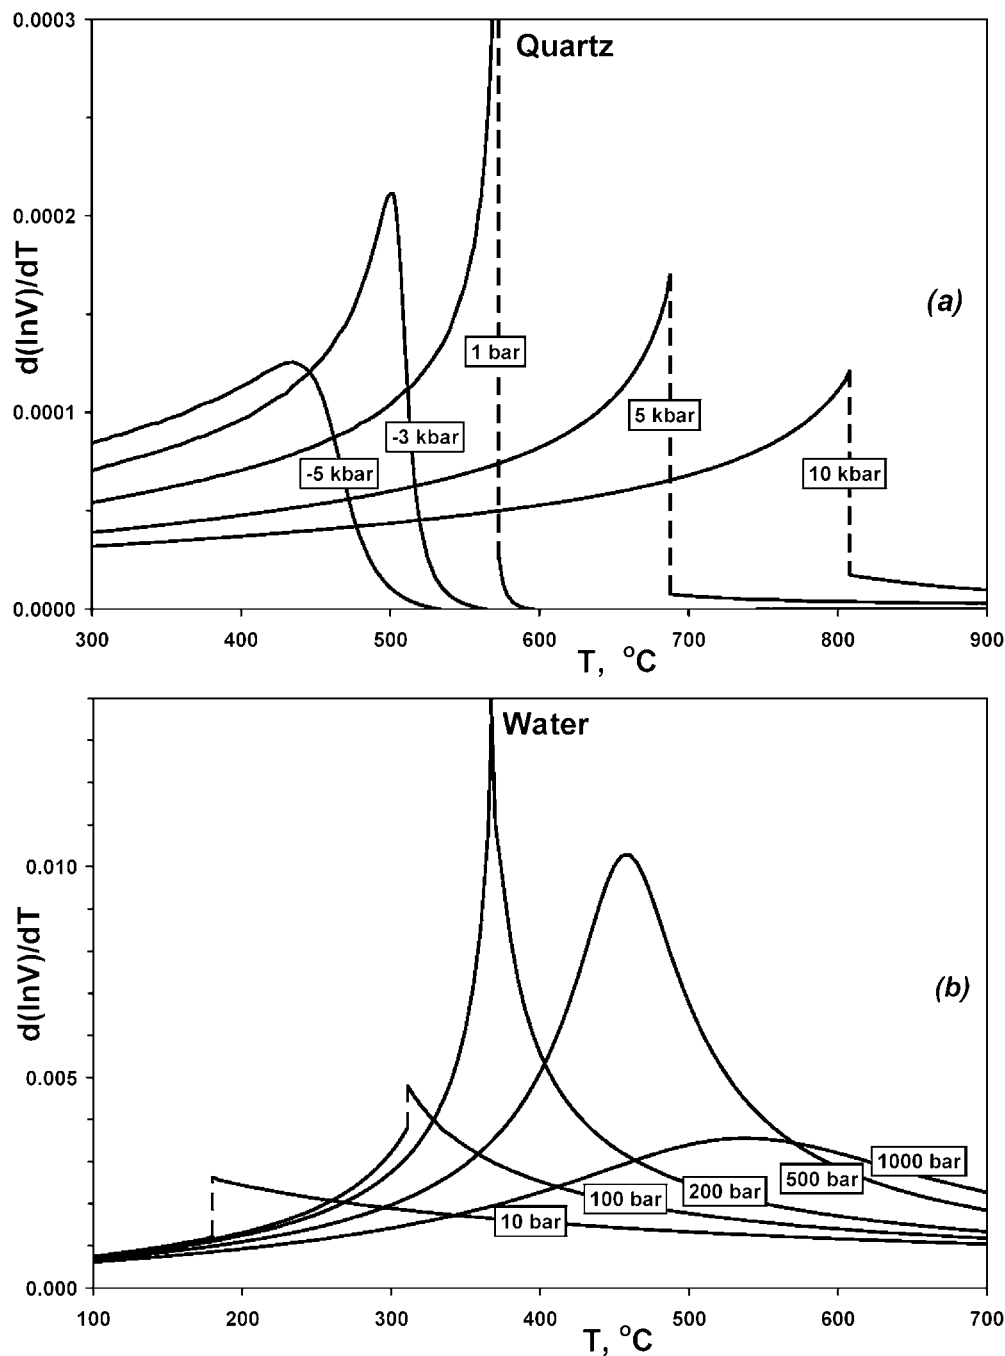 0.0003
Quartz
0.0002
d(lnV)/dT
(a)
1 bar
0.0001
-3 kbar
5 kbar
-5 kbar
10 kbar
0.0000
300 400 500 600 700 800 900
T, °C
Water
0.010
d(lnV)/dT
(b)
0.005
1000 bar
500 bar
200 bar
100 bar
10 bar
0.000
100 200 300 400 500 600 700
T, °C